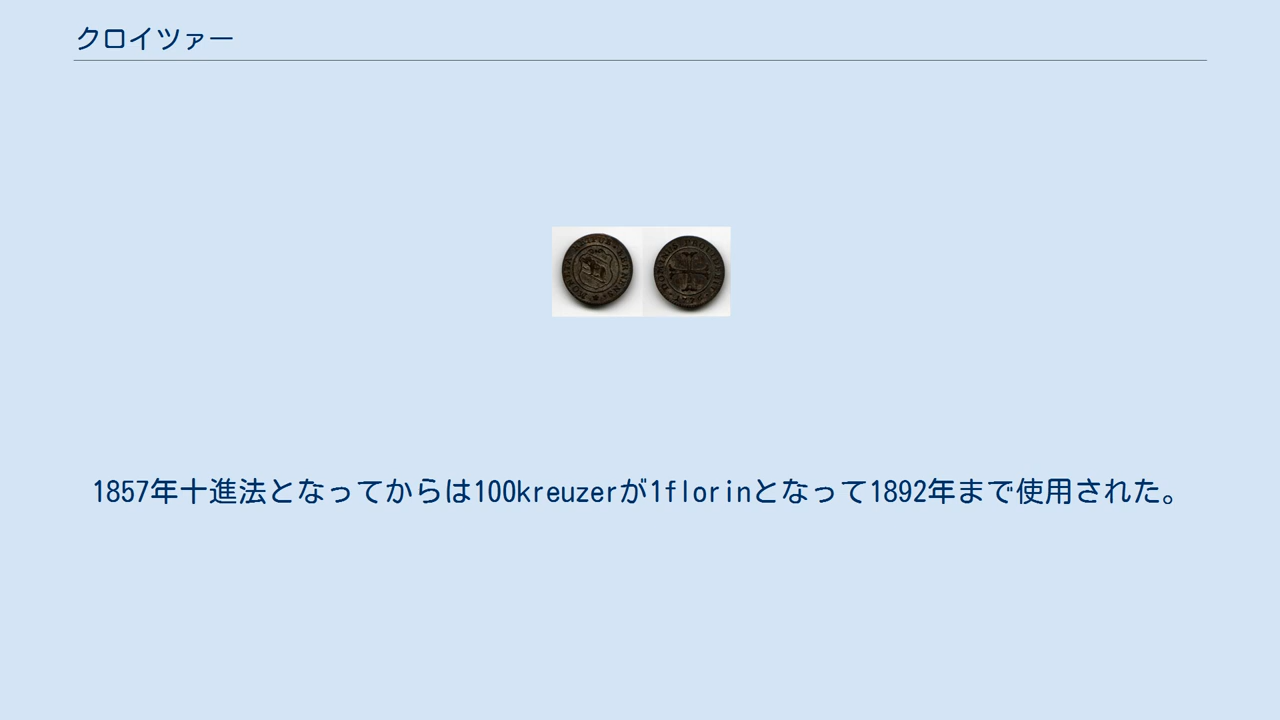 クロイツァー
1857年十進法となってからは100kreuzerが1florinとなって1892年まで使用された。